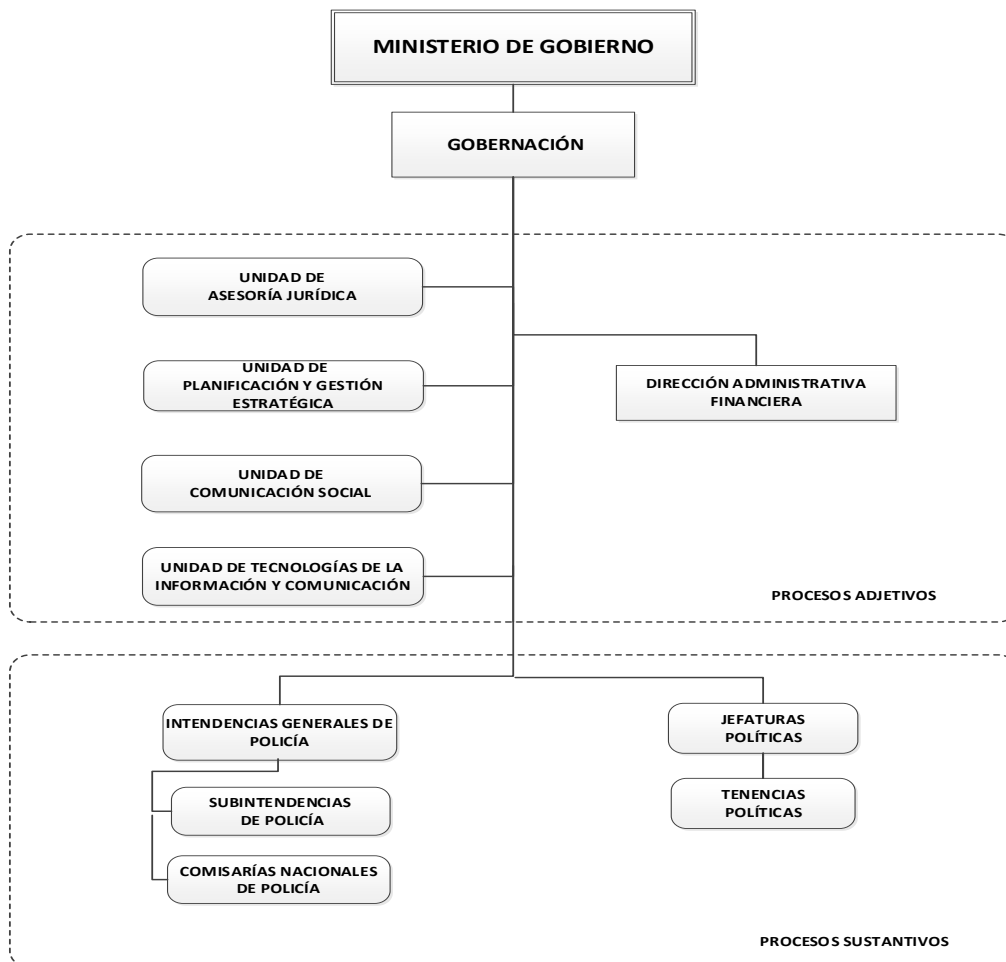 MINISTERIO DE GOBIERNO
GOBERNACIÓN
UNIDAD DE
ASESORÍA JURÍDICA
UNIDAD DE
PLANIFICACIÓN Y GESTIÓN
ESTRATÉGICA
DIRECCIÓN ADMINISTRATIVA
FINANCIERA
UNIDAD DE
COMUNICACIÓN SOCIAL
UNIDAD DE TECNOLOGÍAS DE LA
INFORMACIÓN Y COMUNICACIÓN
PROCESOS ADJETIVOS
INTENDENCIAS GENERALES DE
POLICÍA
JEFATURAS
POLÍTICAS
SUBINTENDENCIAS
DE POLICÍA
TENENCIAS
POLÍTICAS
COMISARÍAS NACIONALES
DE POLICÍA
PROCESOS SUSTANTIVOS